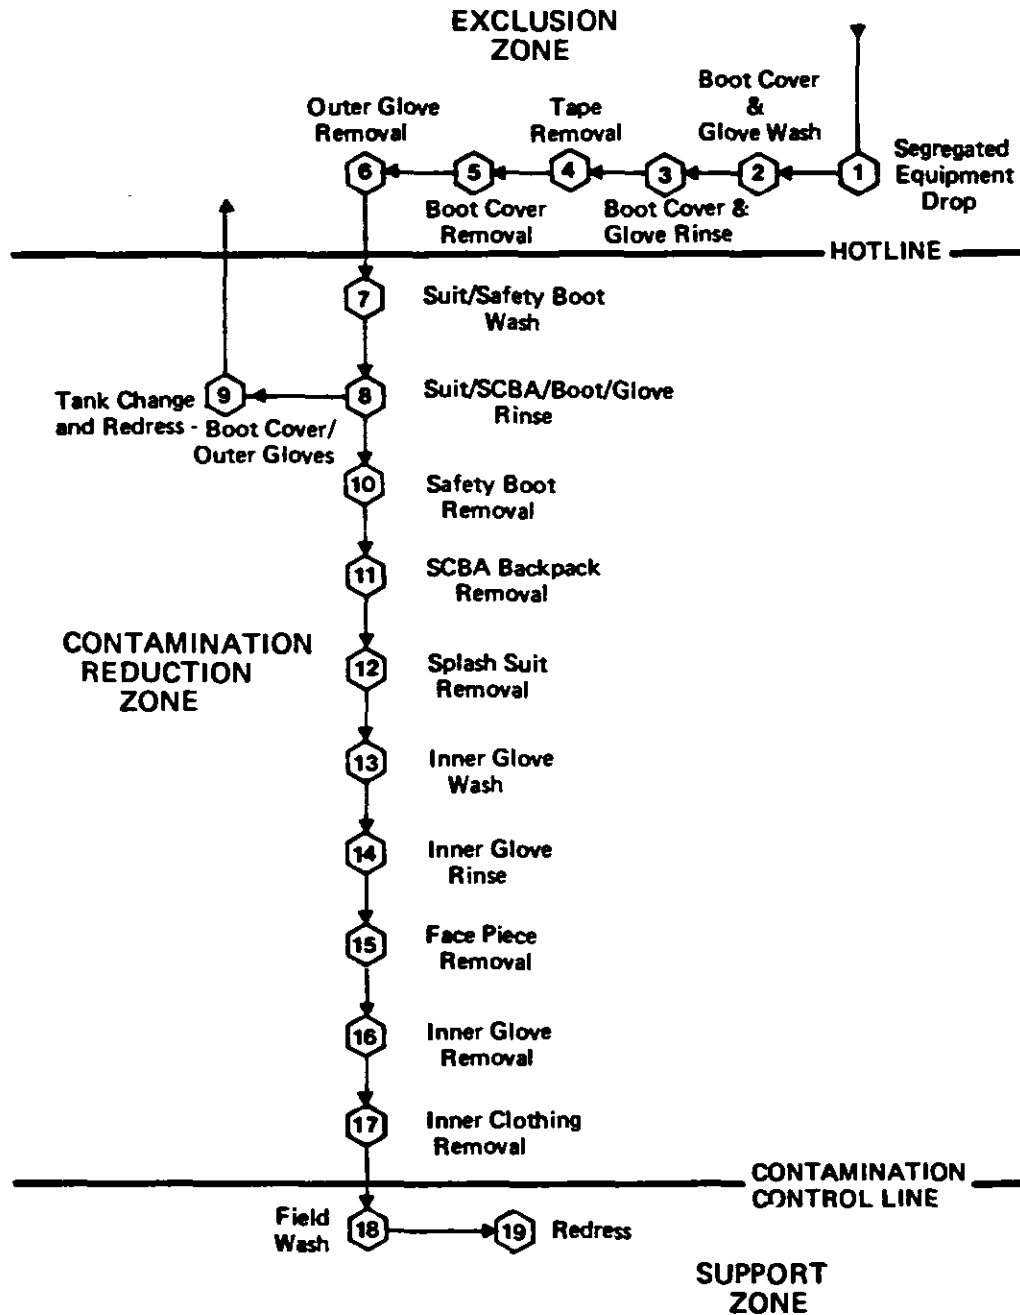 EXCLUSION
ZONE
Outer Glove
Removal
Tape
Removal
Boot Cover
&
Glove Wash
6
5
4
3
2
1
Segregated
Equipment
Drop
Boot Cover
Removal
Boot Cover &
Glove Rinse
HOTLINE
7
Suit/Safety Boot
Wash
9
8
Suit/SCBA/Boot/Glove
Rinse
Tank Change
and Redress - Boot Cover/
Outer Gloves
10
Safety Boot
Removal
11
SCBA Backpack
Removal
CONTAMINATION
REDUCTION
ZONE
12
Splash Suit
Removal
13
Inner Glove
Wash
14
Inner Glove
Rinse
15
Face Piece
Removal
16
Inner Glove
Removal
17
Inner Clothing
Removal
CONTAMINATION
CONTROL LINE
Field
Wash
18
19
Redress
SUPPORT
ZONE